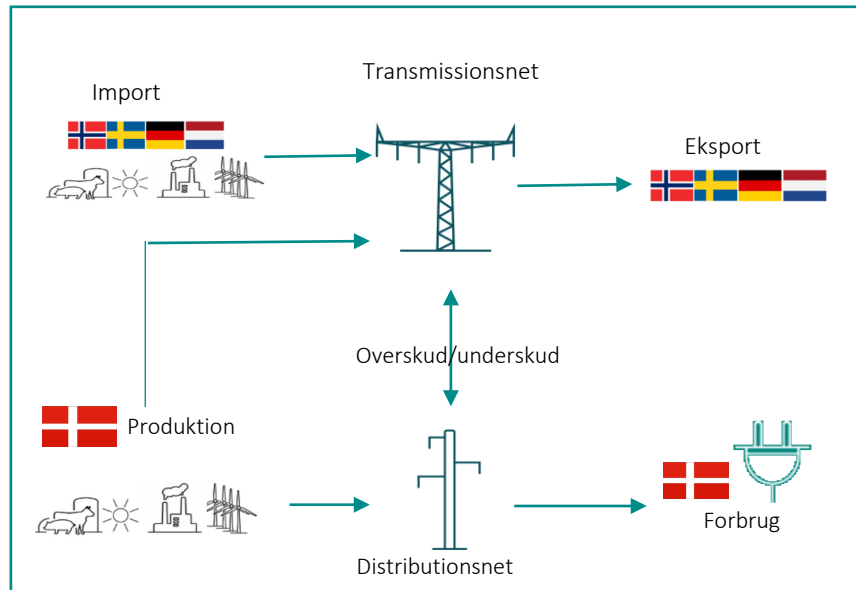 Transmissionsnet
Import
Eksport
Overskud/underskud
Produktion
Forbrug
Distributionsnet